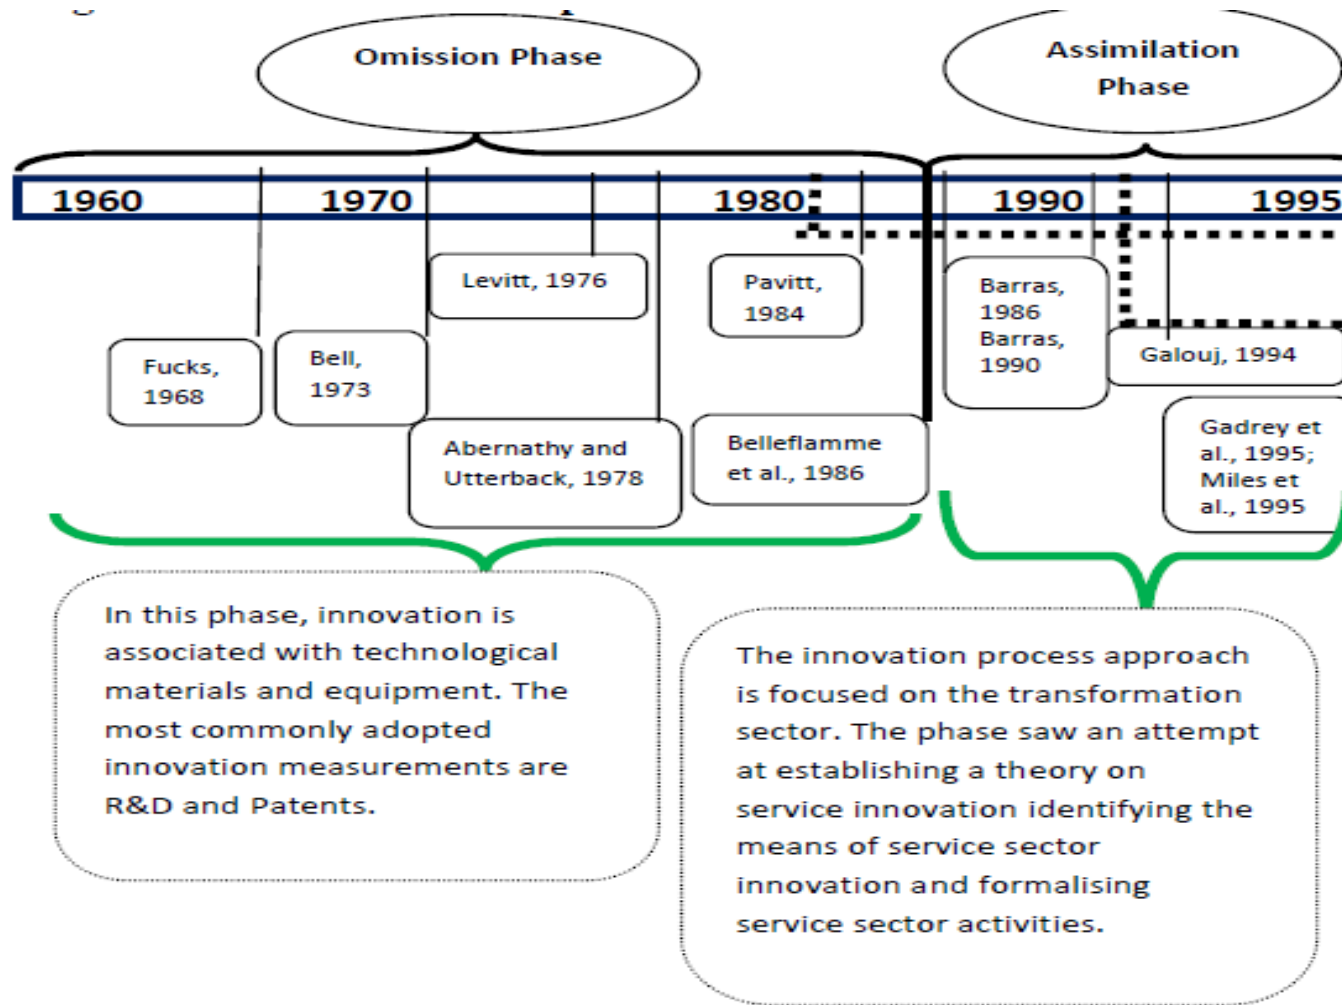 Omission Phase
Assimilation
Phase
1960
1970
1980
1990
1995
Levitt, 1976
Pavitt,
1984
Barras,
1986
Barras,
1990
Fucks,
1968
Bell,
1973
Galouj, 1994
Abernathy and
Utterback, 1978
Belleflamme
et al., 1986
Gadrey et
al., 1995;
Miles et
al., 1995
In this phase, innovation is
associated with technological
materials and equipment. The
most commonly adopted
innovation measurements are
R&D and Patents.
The innovation process approach
is focused on the transformation
sector. The phase saw an attempt
at establishing a theory on
service innovation identifying the
means of service sector
innovation and formalising
service sector activities.